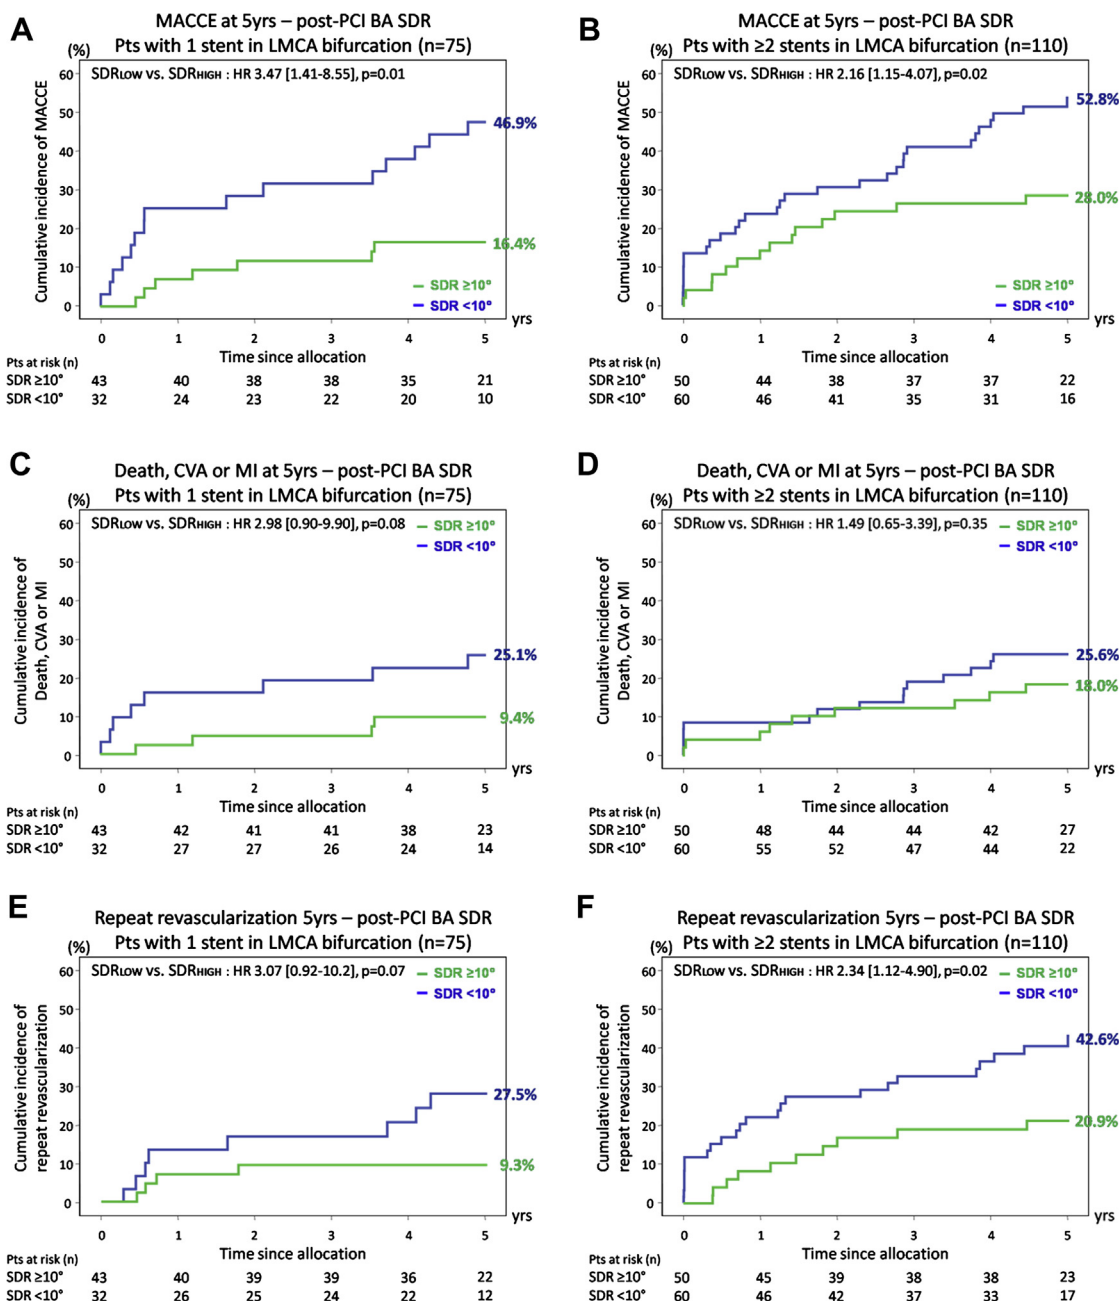 A
MACCE at 5yrs – post-PCI BA SDR
Pts with 1 stent in LMCA bifurcation (n=75)
(%)
SDRLOW vs. SDRHIGH : HR 3.47 [1.41-8.55], p=0.01
60
50
40
30
20
10
0
Cumulative incidence of MACCE
46.9%
16.4%
SDR ≥10°
SDR <10°
yrs
0 1 2 3 4 5
Time since allocation
Pts at risk (n)
SDR ≥10° 43 40 38 38 35 21
SDR <10° 32 24 23 22 20 10
B
MACCE at 5yrs – post-PCI BA SDR
Pts with ≥2 stents in LMCA bifurcation (n=110)
(%)
SDRLOW vs. SDRHIGH : HR 2.16 [1.15-4.07], p=0.02
60
50
40
30
20
10
0
Cumulative incidence of MACCE
52.8%
28.0%
SDR ≥10°
SDR <10°
yrs
0 1 2 3 4 5
Time since allocation
Pts at risk (n)
SDR ≥10° 50 44 38 37 37 22
SDR <10° 60 46 41 35 31 16
C
Death, CVA or MI at 5yrs – post-PCI BA SDR
Pts with 1 stent in LMCA bifurcation (n=75)
(%)
SDRLOW vs. SDRHIGH : HR 2.98 [0.90-9.90], p=0.08
SDR ≥10°
SDR <10°
60
50
40
30
20
10
0
Cumulative incidence of
Death, CVA or MI
25.1%
9.4%
yrs
0 1 2 3 4 5
Time since allocation
Pts at risk (n)
SDR ≥10° 43 42 41 41 38 23
SDR <10° 32 27 27 26 24 14
D
Death, CVA or MI at 5yrs – post-PCI BA SDR
Pts with ≥2 stents in LMCA bifurcation (n=110)
(%)
SDRLOW vs. SDRHIGH : HR 1.49 [0.65-3.39], p=0.35
SDR ≥10°
SDR <10°
60
50
40
30
20
10
0
Cumulative incidence of
Death, CVA or MI
25.6%
18.0%
yrs
0 1 2 3 4 5
Time since allocation
Pts at risk (n)
SDR ≥10° 50 48 44 44 42 27
SDR <10° 60 55 52 47 44 22
E
Repeat revascularization 5yrs – post-PCI BA SDR
Pts with 1 stent in LMCA bifurcation (n=75)
(%)
SDRLOW vs. SDRHIGH : HR 3.07 [0.92-10.2], p=0.07
SDR ≥10°
SDR <10°
60
50
40
30
20
10
0
Cumulative incidence of
repeat revascularization
27.5%
9.3%
yrs
0 1 2 3 4 5
Time since allocation
Pts at risk (n)
SDR ≥10° 43 40 39 39 36 22
SDR <10° 32 26 25 24 22 12
F
Repeat revascularization 5yrs – post-PCI BA SDR
Pts with ≥2 stents in LMCA bifurcation (n=110)
(%)
SDRLOW vs. SDRHIGH : HR 2.34 [1.12-4.90], p=0.02
SDR ≥10°
SDR <10°
60
50
40
30
20
10
0
Cumulative incidence of
repeat revascularization
42.6%
20.9%
yrs
0 1 2 3 4 5
Time since allocation
Pts at risk (n)
SDR ≥10° 50 45 39 38 38 23
SDR <10° 60 46 42 37 33 17